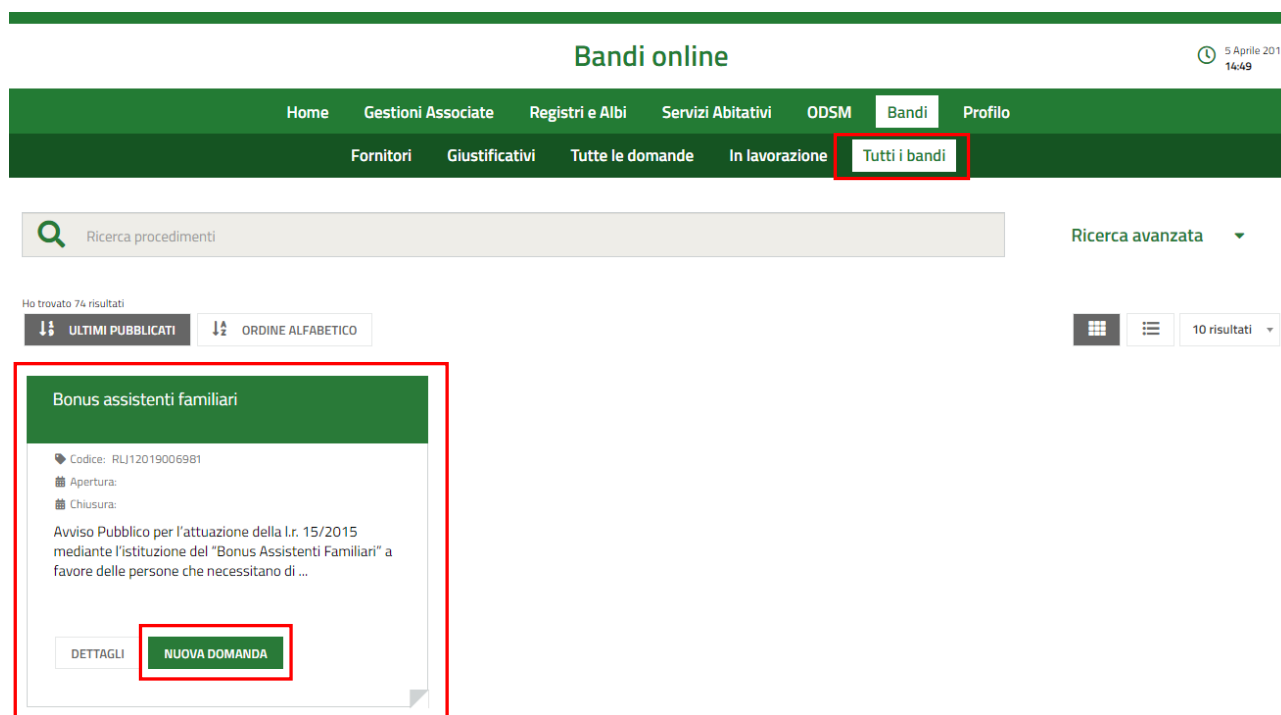 Bandi online
5 Aprile 201
14:49
Home Gestioni Associate Registri e Albi Servizi Abitativi ODSM Bandi Profilo
Fornitori Giustificativi Tutte le domande In lavorazione Tutti i bandi
Ricerca procedimenti
Ricerca avanzata
Ho trovato 74 risultati
ULTIMI PUBBLICATI ORDINE ALFABETICO 10 risultati
Bonus assistenti familiari
Codice: RLJ12019006981
Apertura:
Chiusura:
Avviso Pubblico per l'attuazione della l.r. 15/2015
mediante l'istituzione del "Bonus Assistenti Familiari" a
favore delle persone che necessitano di ...
DETTAGLI NUOVA DOMANDA